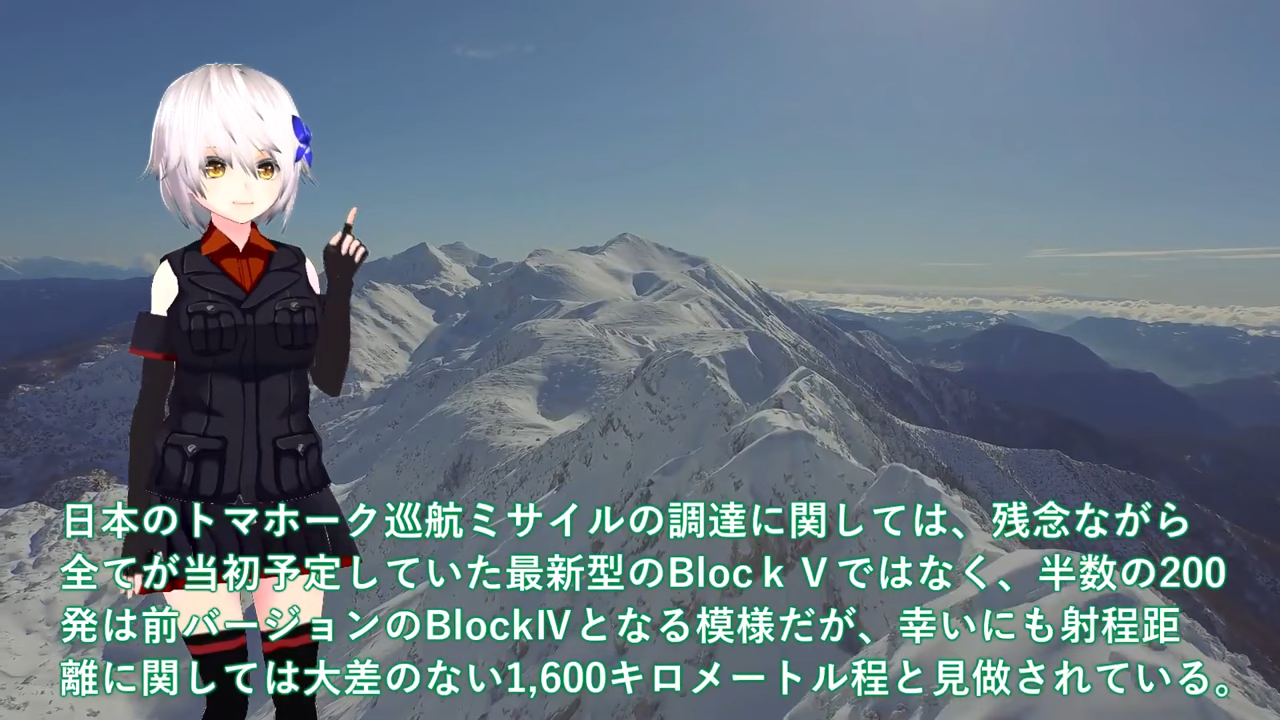 日本のトマホーク巡航ミサイルの調達に関しては、残念ながら
全てが当初予定していた最新型のBlockⅤではなく、半数の200
発は前バージョンのBlockⅣとなる模様だが、幸いにも射程距
離に関しては大差のない1,600キロメートル程と見做されている。